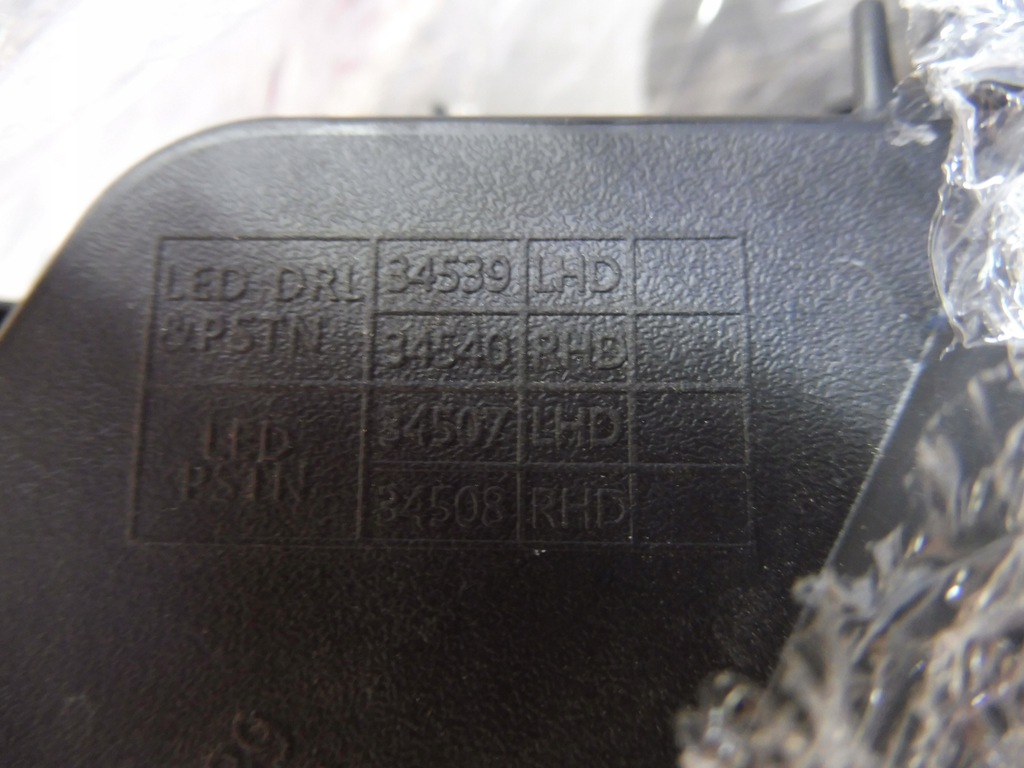 LED DRL
&PSTN
34539 LHD
34540 RHD
LED
PSTN
34507 LHD
34508 RHD